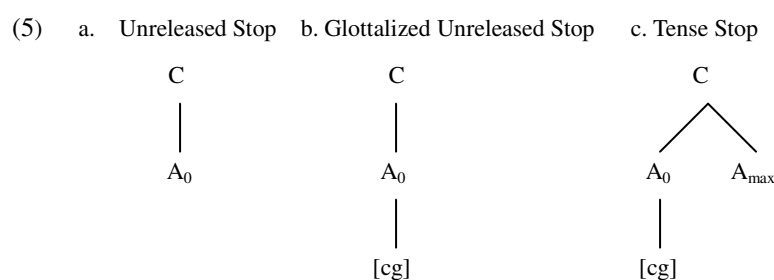 (5) a. Unreleased Stop b. Glottalized Unreleased Stop c. Tense Stop
C C C
A₀ A₀ A₀ Aₘₐₓ
[cg] [cg]